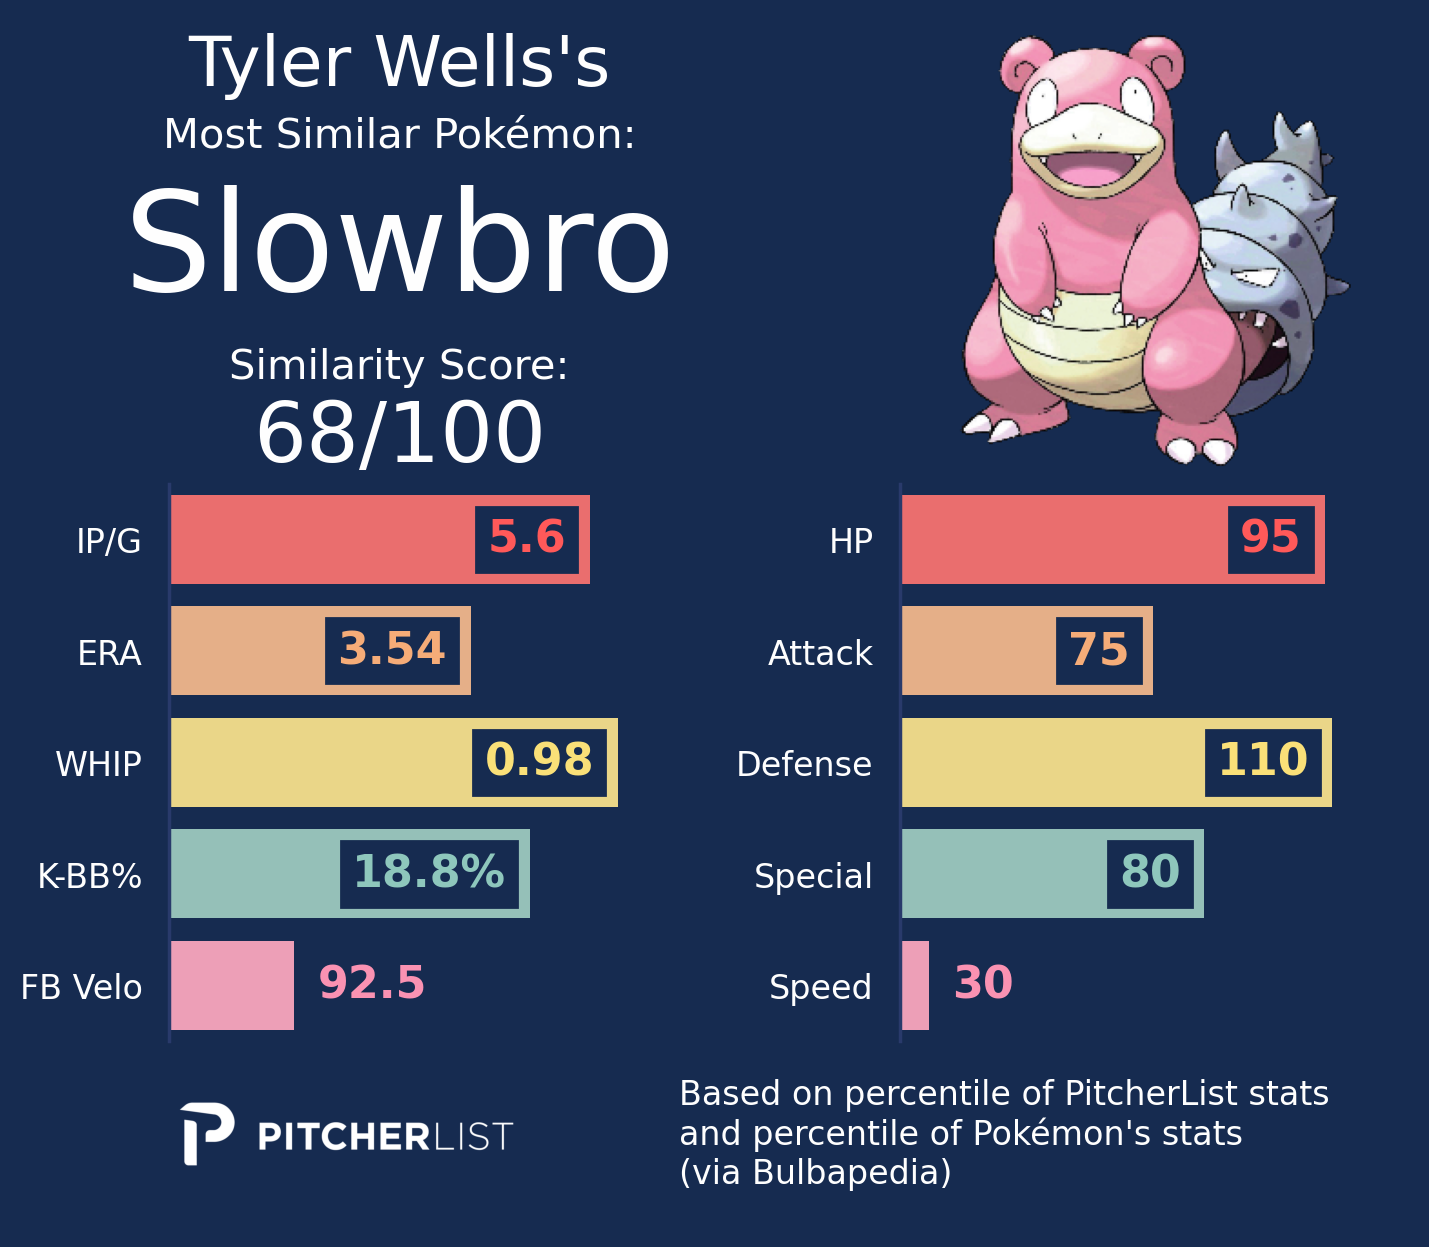 Tyler Wells's
Most Similar Pokémon:
Slowbro
Similarity Score:
68/100
IP/G 5.6
ERA 3.54
WHIP 0.98
K-BB% 18.8%
FB Velo 92.5
HP 95
Attack 75
Defense 110
Special 80
Speed 30
PITCHERLIST
Based on percentile of PitcherList stats
and percentile of Pokémon's stats
(via Bulbapedia)